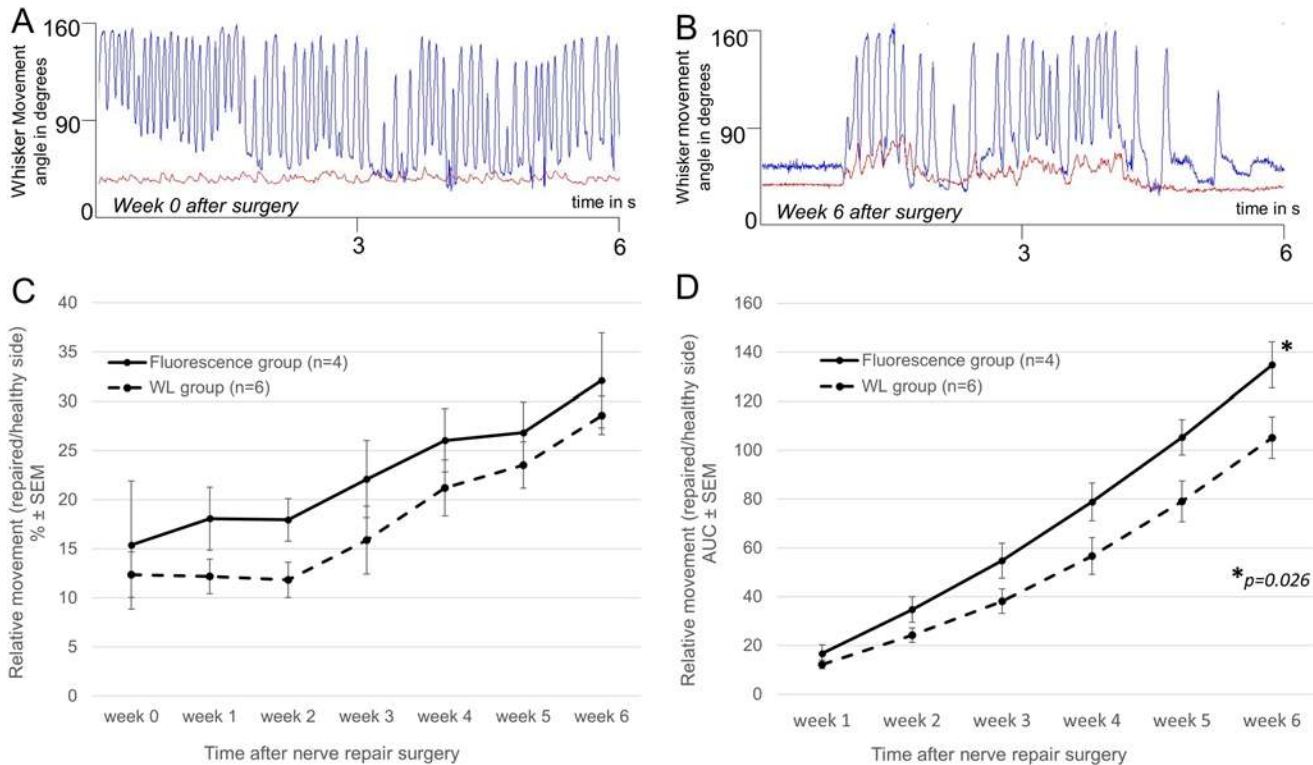 A
160
90
0
Whisker Movement
angle in degrees
Week 0 after surgery
time in s
3
6
B
160
90
0
Whisker movement
angle in degrees
Week 6 after surgery
time in s
3
6
C
40
35
30
25
20
15
10
5
0
Relative movement (repaired/healthy side)
% ± SEM
Fluorescence group (n=4)
WL group (n=6)
week 0 week 1 week 2 week 3 week 4 week 5 week 6
Time after nerve repair surgery
D
160
140
120
100
80
60
40
20
0
Relative movement (repaired/healthy side)
AUC ± SEM
Fluorescence group (n=4)
WL group (n=6)
*
*p=0.026
week 1 week 2 week 3 week 4 week 5 week 6
Time after nerve repair surgery